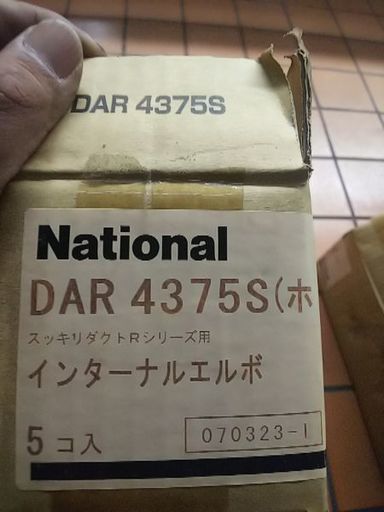 DAR 4375S
National
DAR 4375S(ホ
スッキリダクトRシリーズ用
インターナルエルボ
5コ入
070323-1